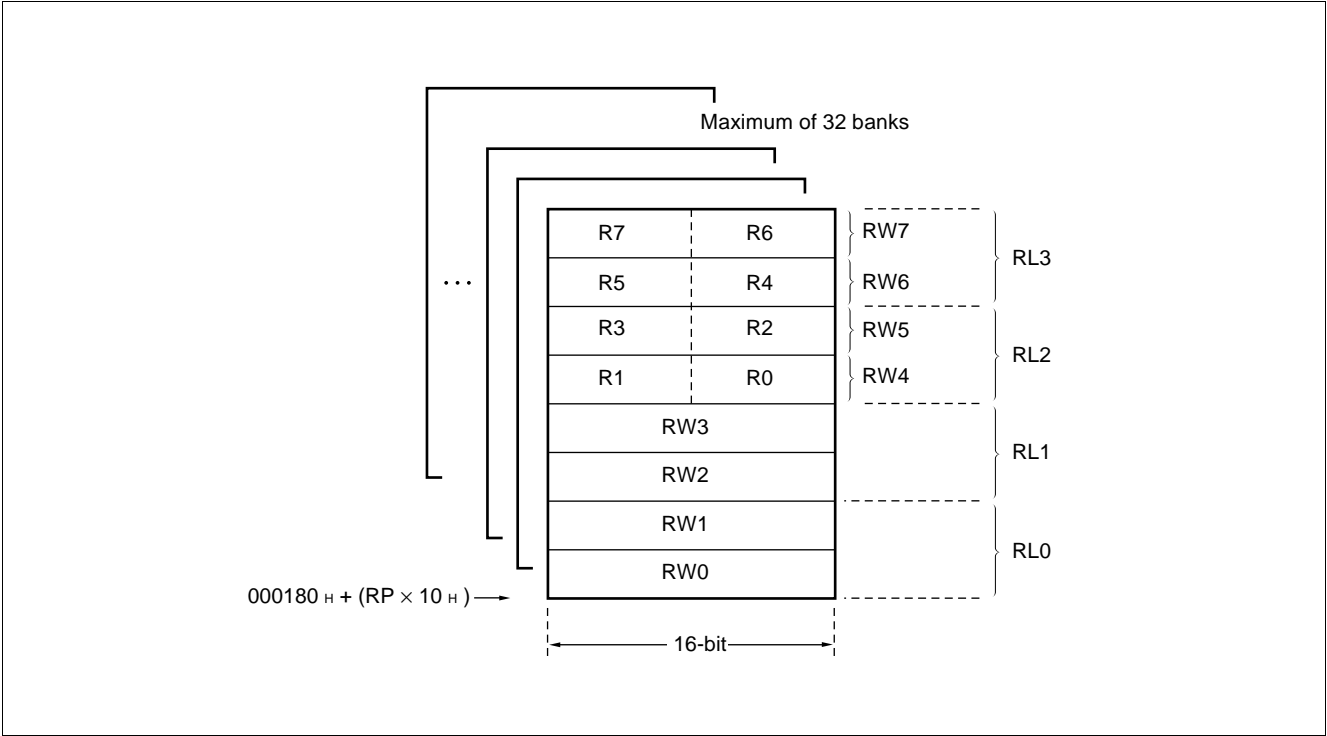 Maximum of 32 banks
R7 R6 RW7
RL3
. . . R5 R4 RW6
R3 R2 RW5
RL2
R1 R0 RW4
RW3
RL1
RW2
RW1
RL0
RW0
000180 H + (RP × 10 H )
16-bit